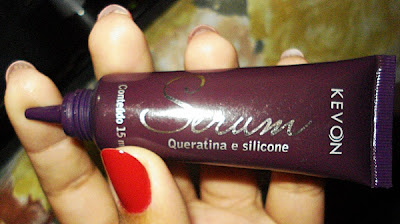 Serum
Queratina e silicone
KEVON
Conteúdo 15 m